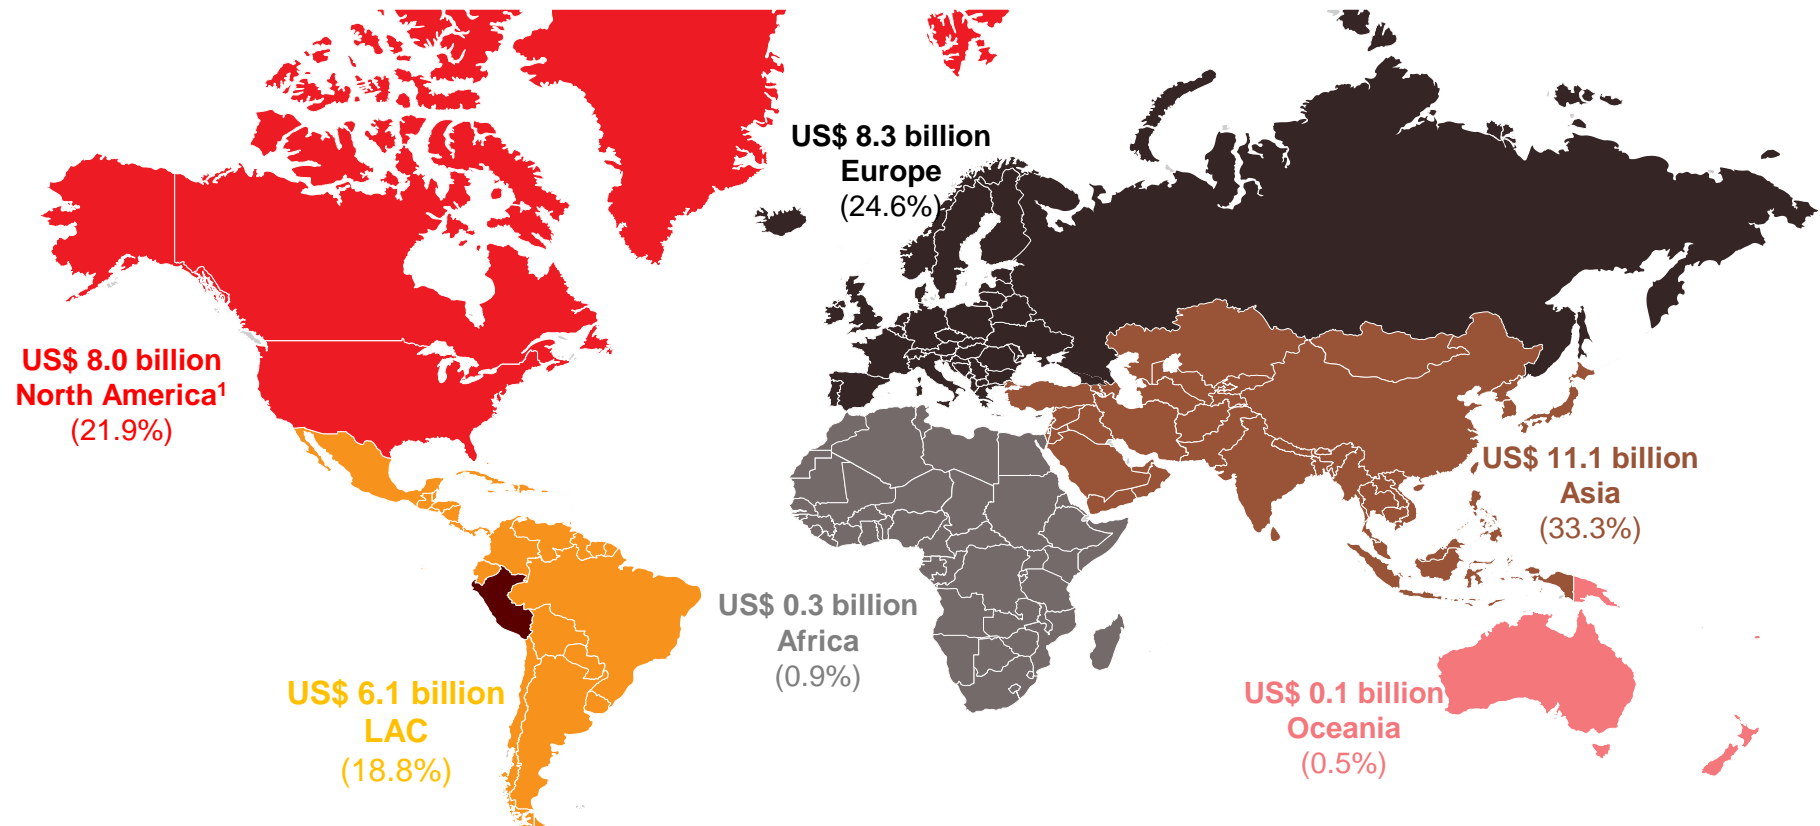 US$ 8.3 billion
Europe
(24.6%)
US$ 8.0 billion
North America¹
(21.9%)
US$ 11.1 billion
Asia
(33.3%)
US$ 0.3 billion
Africa
(0.9%)
US$ 6.1 billion
LAC
(18.8%)
US$ 0.1 billion
Oceania
(0.5%)